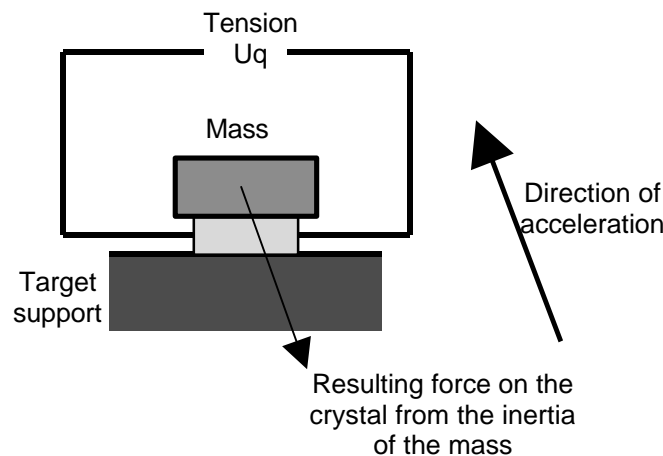 Tension
Uq
Mass
Direction of
acceleration
Target
support
Resulting force on the
crystal from the inertia
of the mass